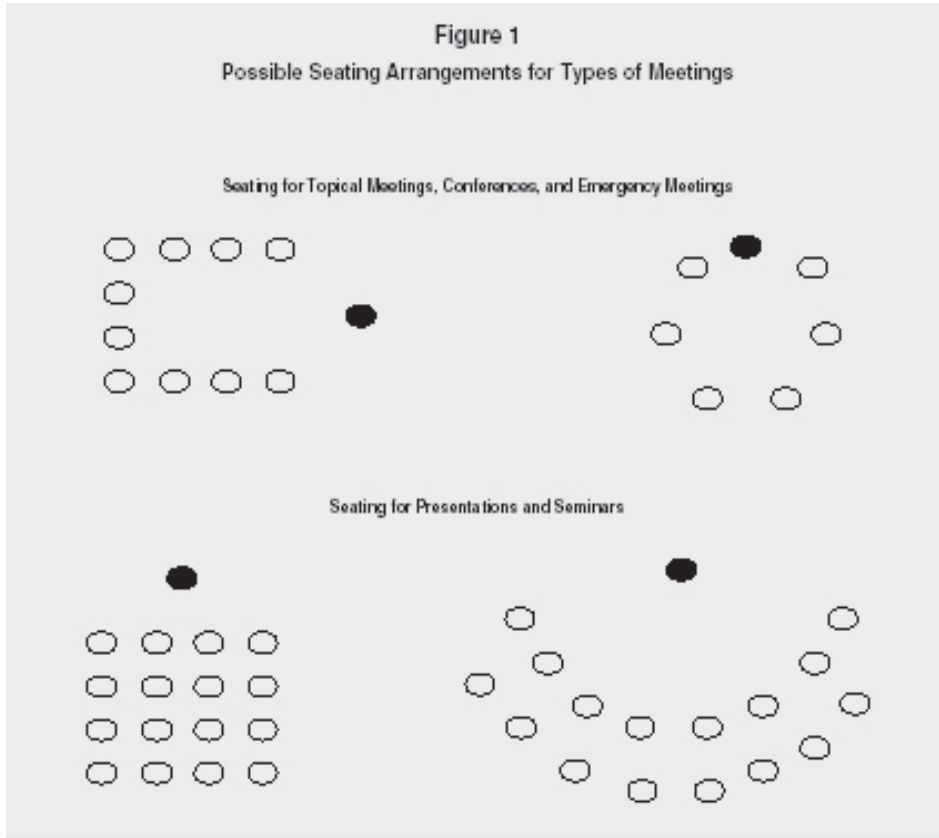 Figure 1
Possible Seating Arrangements for Types of Meetings
Seating for Topical Meetings, Conferences, and Emergency Meetings
Seating for Presentations and Seminars